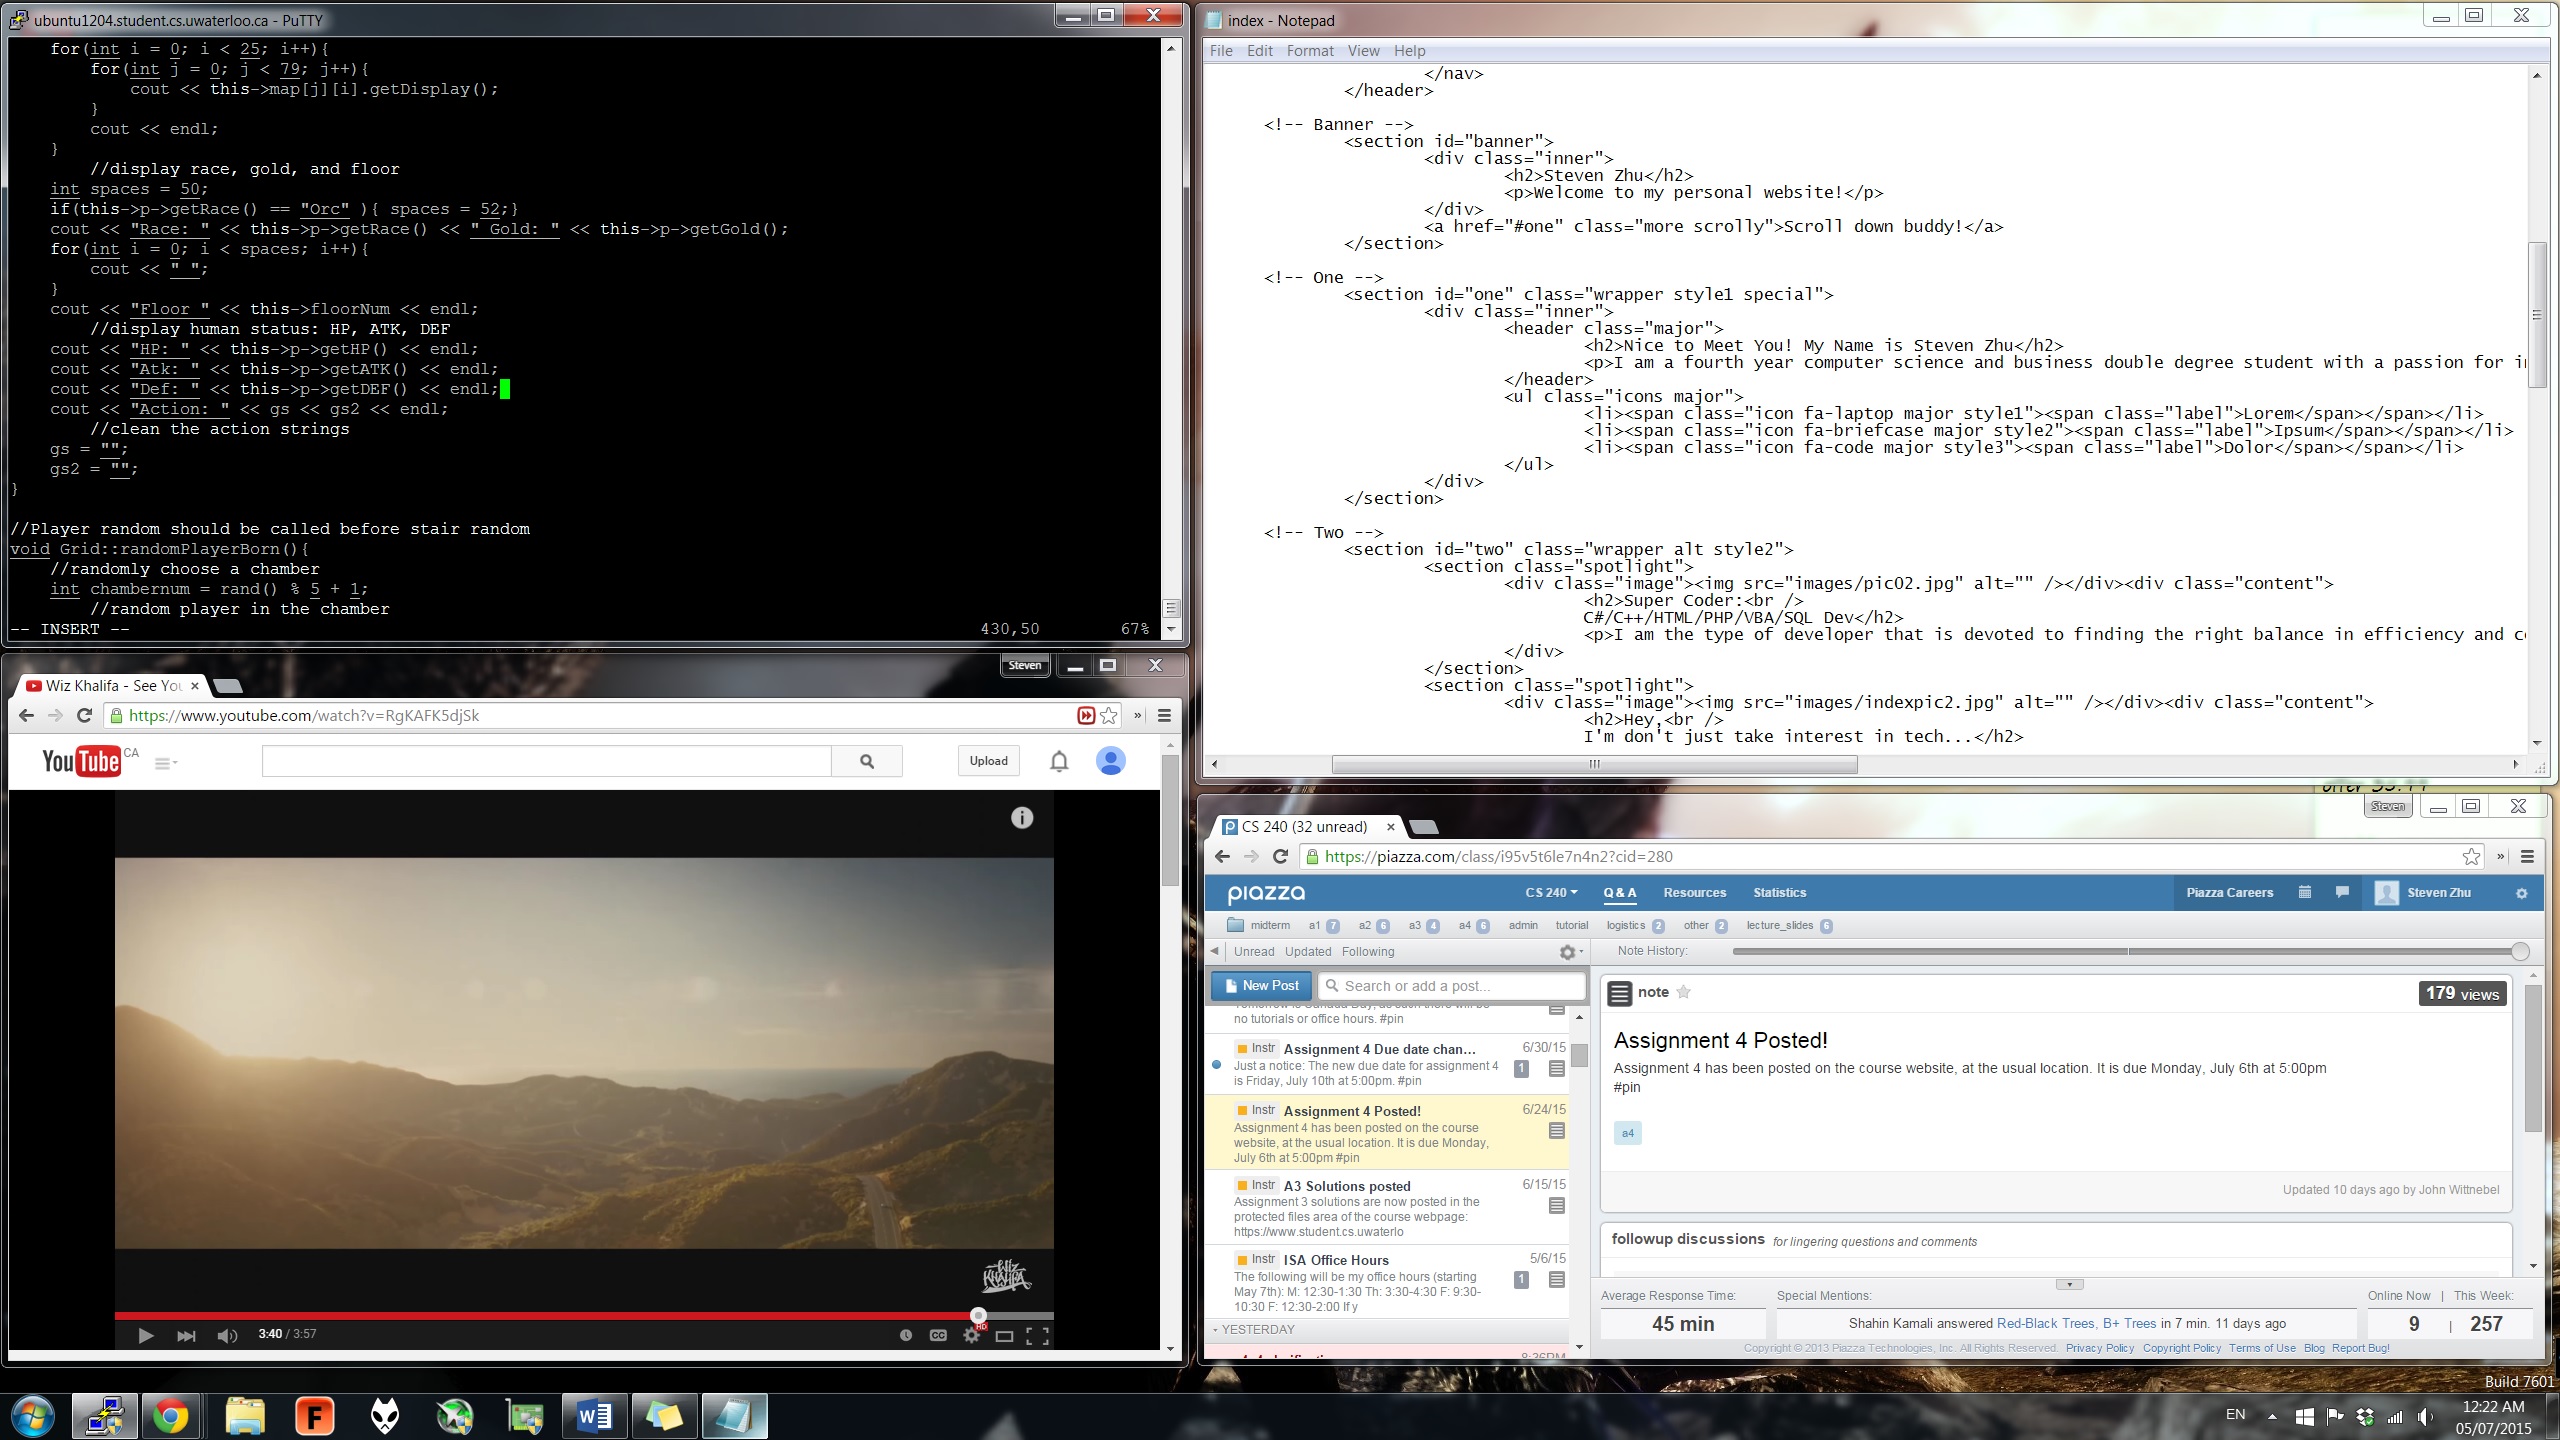 ubuntu1204.student.cs.uwaterloo.ca - PuTTY
for(int i = 0; i < 25; i++){
for(int j = 0; j < 79; j++){
cout << this->map[j][i].getDisplay();
}
cout << endl;
}
//display race, gold, and floor
int spaces = 50;
if(this->p->getRace() == "Orc" ){ spaces = 52;}
cout << "Race: " << this->p->getRace() << " Gold: " << this->p->getGold();
for(int i = 0; i < spaces; i++){
cout << " ";
}
cout << "Floor " << this->floorNum << endl;
//display human status: HP, ATK, DEF
cout << "HP: " << this->p->getHP() << endl;
cout << "Atk: " << this->p->getATK() << endl;
cout << "Def: " << this->p->getDEF() << endl;
cout << "Action: " << gs << gs2 << endl;
//clean the action strings
gs = "";
gs2 = "";
}
//Player random should be called before stair random
void Grid::randomPlayerBorn(){
//randomly choose a chamber
int chambernum = rand() % 5 + 1;
//random player in the chamber
-- INSERT -- 430,50 67%
index - Notepad
File Edit Format View Help
</nav>
</header>
<!-- Banner -->
<section id="banner">
<div class="inner">
<h2>Steven Zhu</h2>
<p>Welcome to my personal website!</p>
</div>
<a href="#one" class="more scrolly">Scroll down buddy!</a>
</section>
<!-- One -->
<section id="one" class="wrapper style1 special">
<div class="inner">
<header class="major">
<h2>Nice to Meet You! My Name is Steven Zhu</h2>
<p>I am a fourth year computer science and business double degree student with a passion for
</header>
<ul class="icons major">
<li><span class="icon fa-laptop major style1"><span class="label">Lorem</span></span></li>
<li><span class="icon fa-briefcase major style2"><span class="label">Ipsum</span></span></li>
<li><span class="icon fa-code major style3"><span class="label">Dolor</span></span></li>
</ul>
</div>
</section>
<!-- Two -->
<section id="two" class="wrapper alt style2">
<section class="spotlight">
<div class="image"><img src="images/pic02.jpg" alt="" /></div><div class="content">
<h2>Super Coder:<br />
C#/C++/HTML/PHP/VBA/SQL Dev</h2>
<p>I am the type of developer that is devoted to finding the right balance in efficiency and
</div>
</section>
<section class="spotlight">
<div class="image"><img src="images/indexpic2.jpg" alt="" /></div><div class="content">
<h2>Hey,<br />
I'm don't just take interest in tech...</h2>
Steven
Wiz Khalifa - See You
https://www.youtube.com/watch?v=RgKAFK5djSk
YouTube CA
Upload
WIZ KHALIFA
3:40 / 3:57
CC HD
Steven
CS 240 (32 unread)
https://piazza.com/class/i95v5t6le7n4n2?cid=280
piazza CS 240 Q & A Resources Statistics Piazza Careers Steven Zhu
midterm a1 7 a2 6 a3 4 a4 6 admin tutorial logistics 2 other 2 lecture_slides 6
Unread Updated Following
Note History:
New Post Search or add a post...
no tutorials or office hours. #pin
Instr Assignment 4 Due date chan... 6/30/15
Just a notice: The new due date for assignment 4 1
is Friday, July 10th at 5:00pm. #pin
Instr Assignment 4 Posted! 6/24/15
Assignment 4 has been posted on the course
website, at the usual location. It is due Monday,
July 6th at 5:00pm #pin
Instr A3 Solutions posted 6/15/15
Assignment 3 solutions are now posted in the
protected files area of the course webpage:
https://www.student.cs.uwaterlo
Instr ISA Office Hours 5/6/15
The following will be my office hours (starting 1
May 7th): M: 12:30-1:30 Th: 3:30-4:30 F: 9:30-
10:30 F: 12:30-2:00 If y
YESTERDAY
note 179 views
Assignment 4 Posted!
Assignment 4 has been posted on the course website, at the usual location. It is due Monday, July 6th at 5:00pm
#pin
a4
Updated 10 days ago by John Wittnebel
followup discussions for lingering questions and comments
Average Response Time: Special Mentions: Online Now | This Week:
45 min Shahin Kamali answered Red-Black Trees, B+ Trees in 7 min. 11 days ago 9 | 257
Copyright © 2013 Piazza Technologies, Inc. All Rights Reserved. Privacy Policy Copyright Policy Terms of Use Blog Report Bug!
Build 7601
F W
EN
12:22 AM
05/07/2015